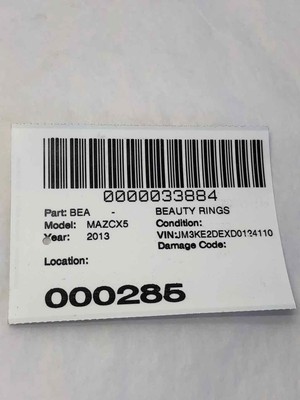 0000033884
Part: BEA - BEAUTY RINGS
Model: MAZCX5 Condition:
Year: 2013 VIN:JM3KE2DEXD0124110
Damage Code:
Location:
000285